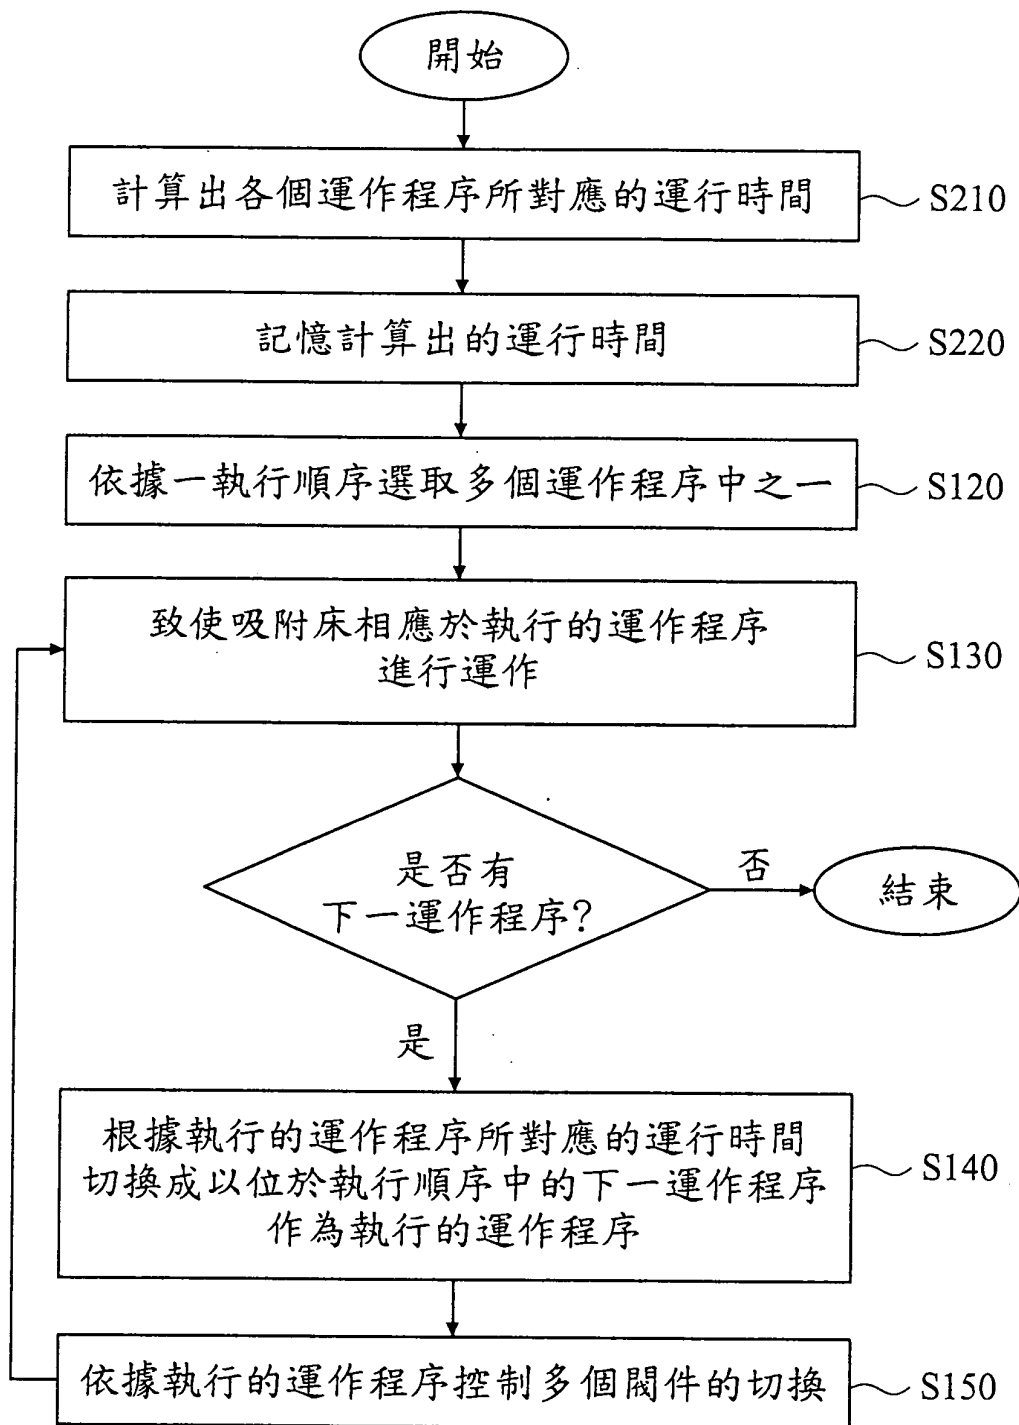 開始
計算出各個運作程序所對應的運行時間
S210
記憶計算出的運行時間
S220
依據一執行順序選取多個運作程序中之一
S120
致使吸附床相應於執行的運作程序
進行運作
S130
是否有
下一運作程序?
否
結束
是
根據執行的運作程序所對應的運行時間
切換成以位於執行順序中的下一運作程序
作為執行的運作程序
S140
依據執行的運作程序控制多個閥件的切換
S150